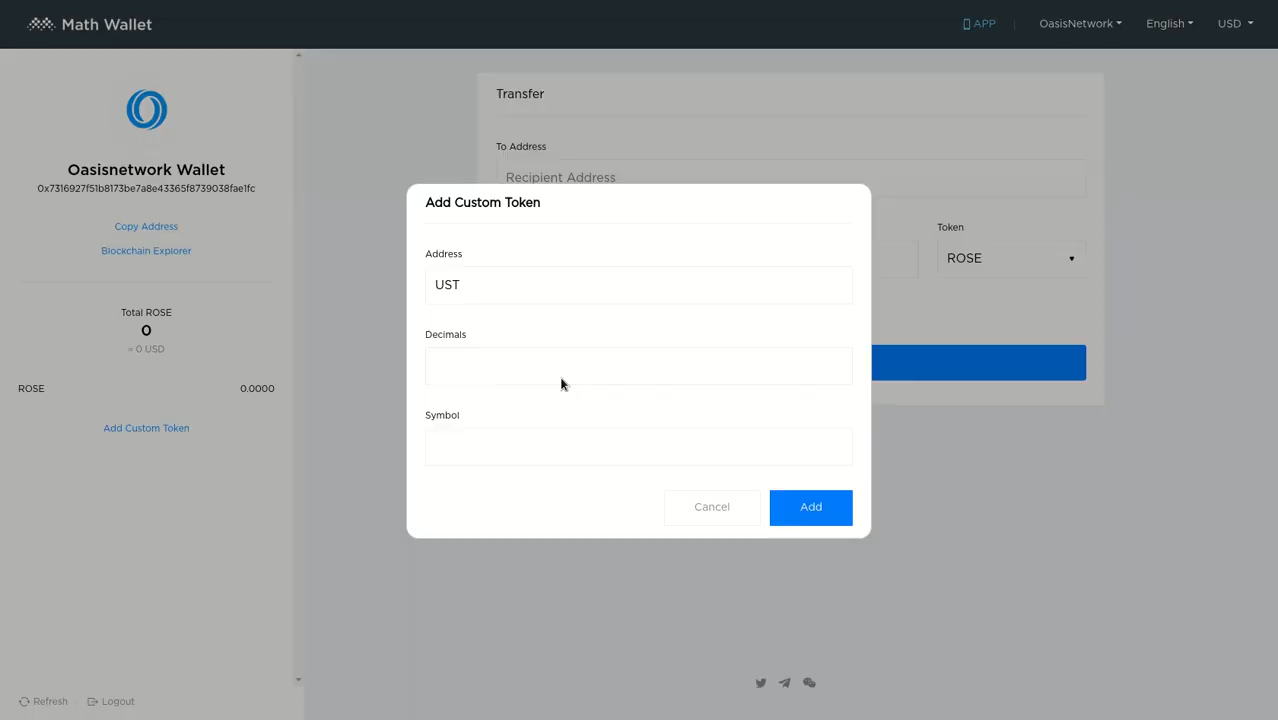 Math Wallet
APP
OasisNetwork
English
USD
Oasisnetwork Wallet
0x7316927f51b8173be7a8e43365f8739038fae1fc
Copy Address
Blockchain Explorer
Total ROSE
0
≈ 0 USD
ROSE 0.0000
Add Custom Token
Refresh
Logout
Transfer
To Address
Recipient Address
Token
ROSE
Add Custom Token
Address
UST
Decimals
Symbol
Cancel
Add